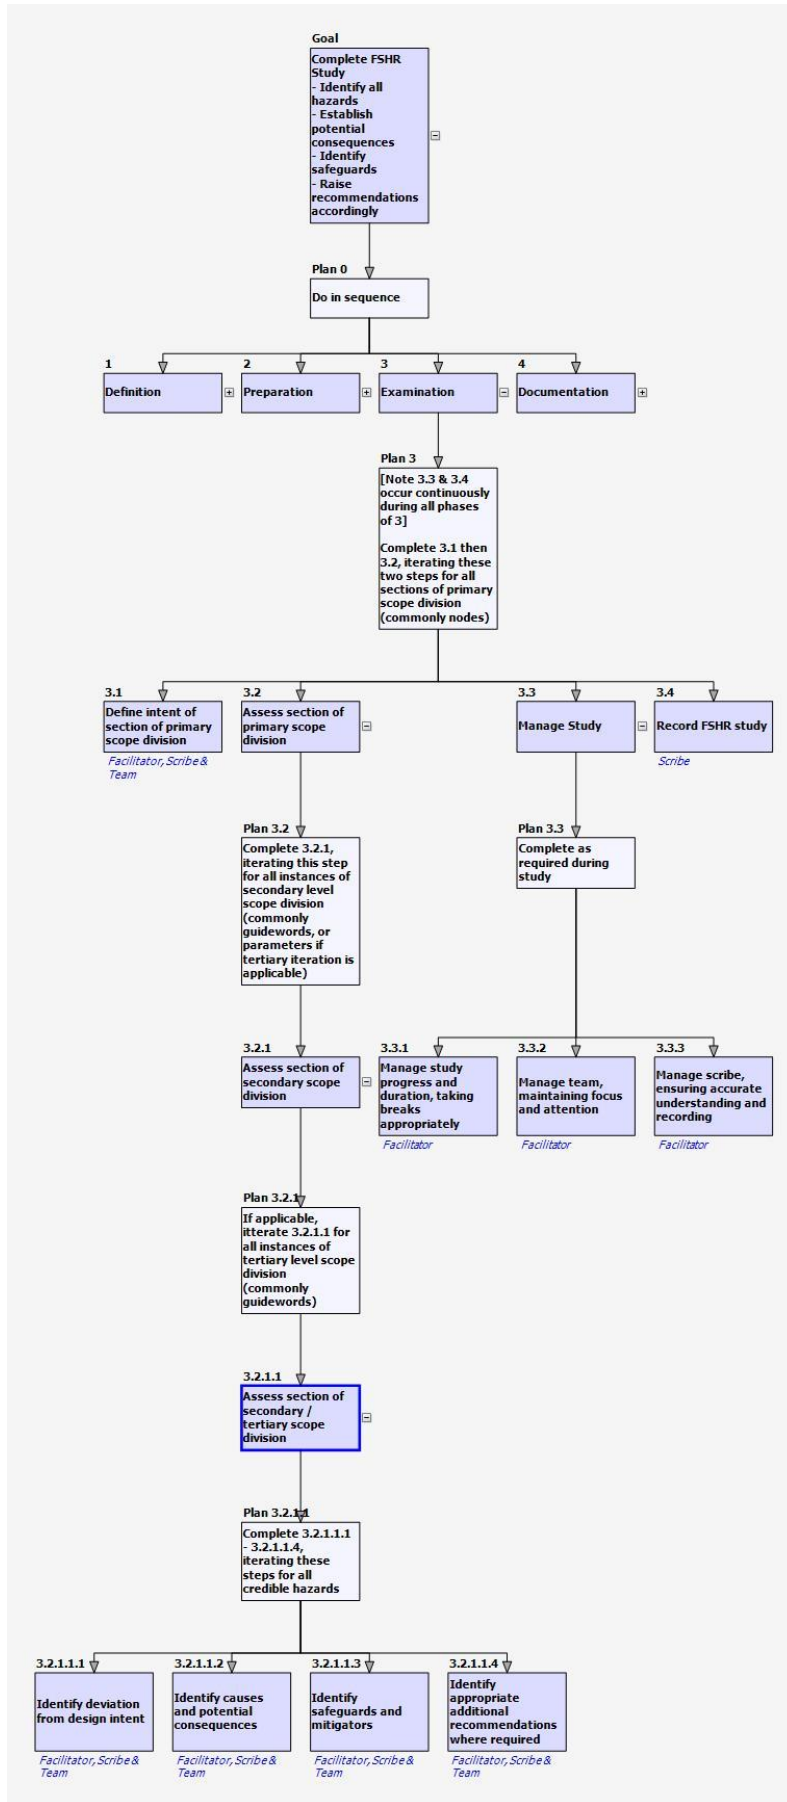 Goal
Complete FSHR
Study
- Identify all
hazards
- Establish
potential
consequences
- Identify
safeguards
- Raise
recommendations
accordingly
Plan 0
Do in sequence
1
Definition
2
Preparation
3
Examination
4
Documentation
Plan 3
[Note 3.3 & 3.4
occur continuously
during all phases
of 3]
Complete 3.1 then
3.2, iterating these
two steps for all
sections of primary
scope division
(commonly nodes)
3.1
Define intent of
section of primary
scope division
Facilitator, Scribe &
Team
3.2
Assess section of
primary scope
division
3.3
Manage Study
3.4
Record FSHR study
Scribe
Plan 3.2
Complete 3.2.1,
iterating this step
for all instances of
secondary level
scope division
(commonly
guidewords, or
parameters if
tertiary iteration is
applicable)
Plan 3.3
Complete as
required during
study
3.2.1
Assess section of
secondary scope
division
3.3.1
Manage study
progress and
duration, taking
breaks
appropriately
Facilitator
3.3.2
Manage team,
maintaining focus
and attention
Facilitator
3.3.3
Manage scribe,
ensuring accurate
understanding and
recording
Facilitator
Plan 3.2.1
If applicable,
itterate 3.2.1.1 for
all instances of
tertiary level scope
division
(commonly
guidewords)
3.2.1.1
Assess section of
secondary /
tertiary scope
division
Plan 3.2.1.1
Complete 3.2.1.1.1
- 3.2.1.1.4,
iterating these
steps for all
credible hazards
3.2.1.1.1
Identify deviation
from design intent
Facilitator, Scribe &
Team
3.2.1.1.2
Identify causes
and potential
consequences
Facilitator, Scribe &
Team
3.2.1.1.3
Identify
safeguards and
mitigators
Facilitator, Scribe &
Team
3.2.1.1.4
Identify
appropriate
additional
recommendations
where required
Facilitator, Scribe &
Team